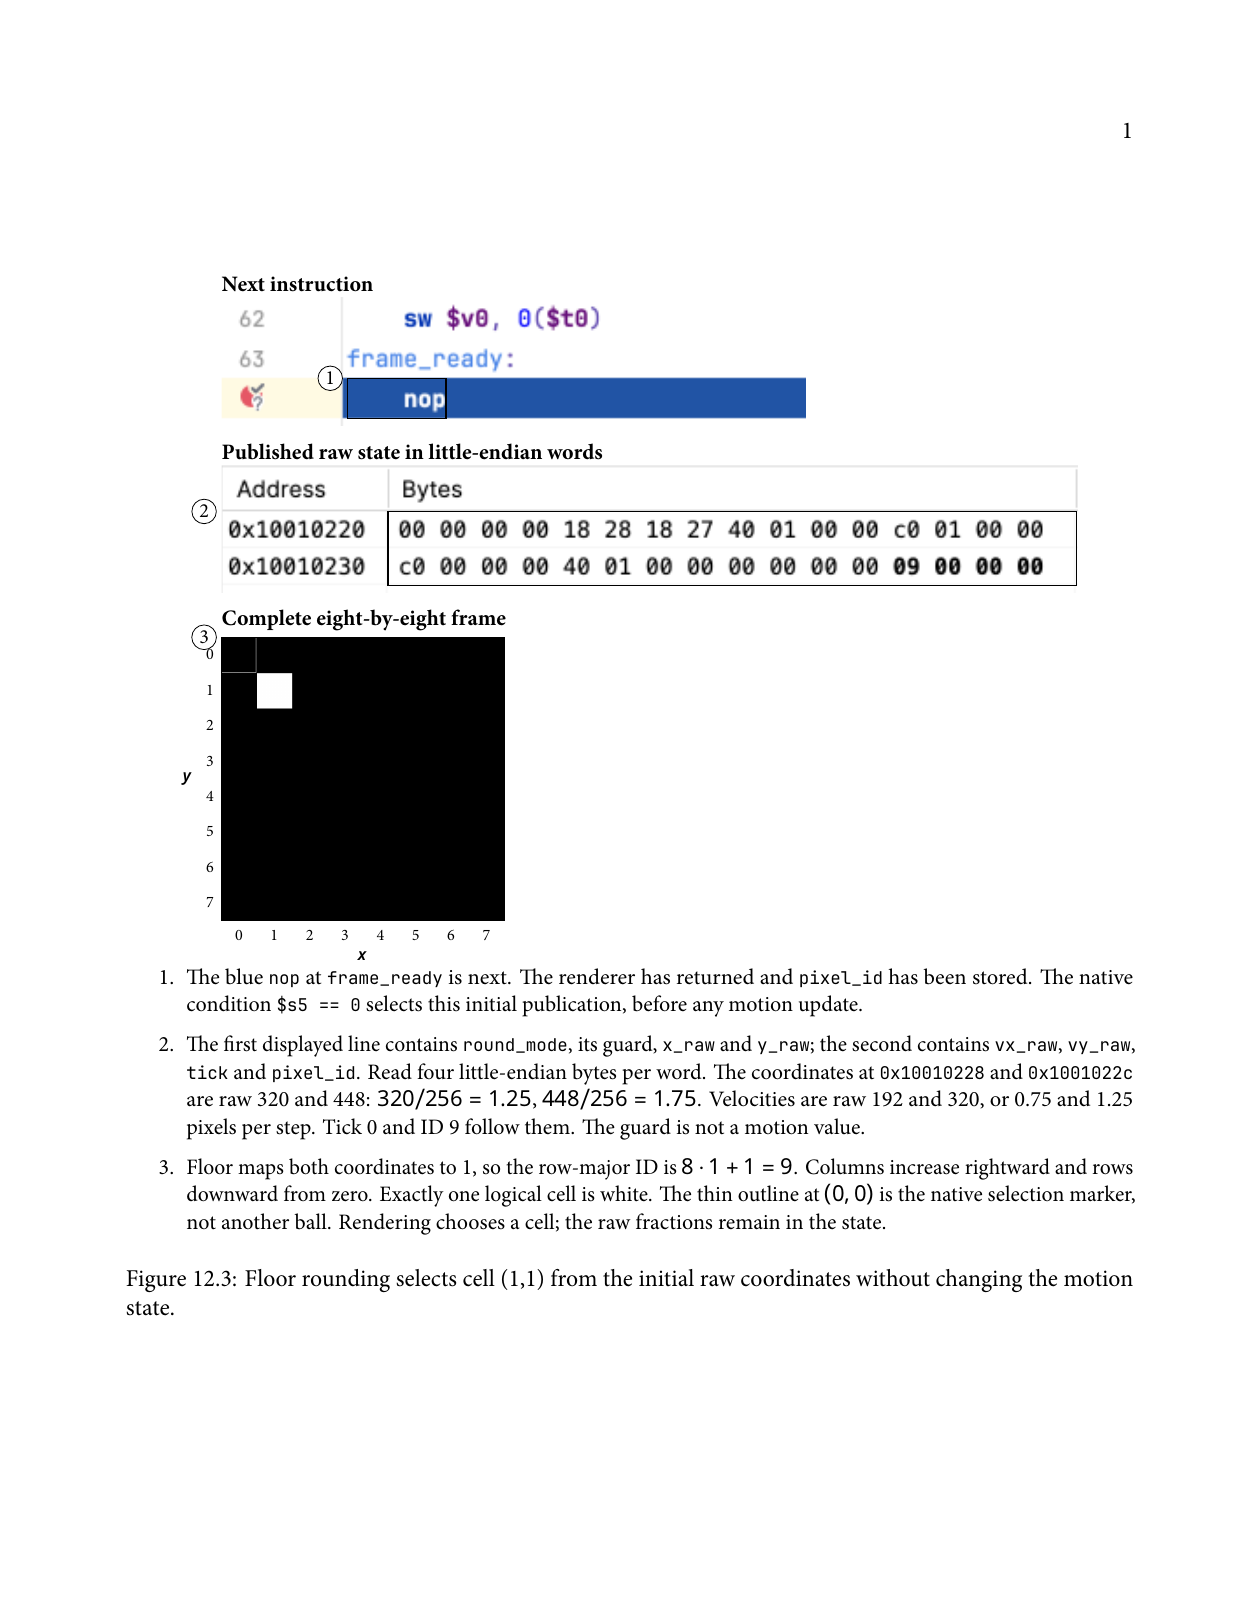 1
Next instruction
62 sw $v0, 0($t0)
63 frame_ready:
1
? nop
Published raw state in little-endian words
Address Bytes
2
0x10010220 00 00 00 00 18 28 18 27 40 01 00 00 c0 01 00 00
0x10010230 c0 00 00 00 40 01 00 00 00 00 00 00 09 00 00 00
Complete eight-by-eight frame
3
0
1
2
3
y
4
5
6
7
0 1 2 3 4 5 6 7
x
1. The blue nop at frame_ready is next. The renderer has returned and pixel_id has been stored. The native
condition $s5 == 0 selects this initial publication, before any motion update.
2. The first displayed line contains round_mode, its guard, x_raw and y_raw; the second contains vx_raw, vy_raw,
tick and pixel_id. Read four little-endian bytes per word. The coordinates at 0x10010228 and 0x1001022c
are raw 320 and 448: 320/256 = 1.25, 448/256 = 1.75. Velocities are raw 192 and 320, or 0.75 and 1.25
pixels per step. Tick 0 and ID 9 follow them. The guard is not a motion value.
3. Floor maps both coordinates to 1, so the row-major ID is 8 · 1 + 1 = 9. Columns increase rightward and rows
downward from zero. Exactly one logical cell is white. The thin outline at (0, 0) is the native selection marker,
not another ball. Rendering chooses a cell; the raw fractions remain in the state.
Figure 12.3: Floor rounding selects cell (1,1) from the initial raw coordinates without changing the motion
state.